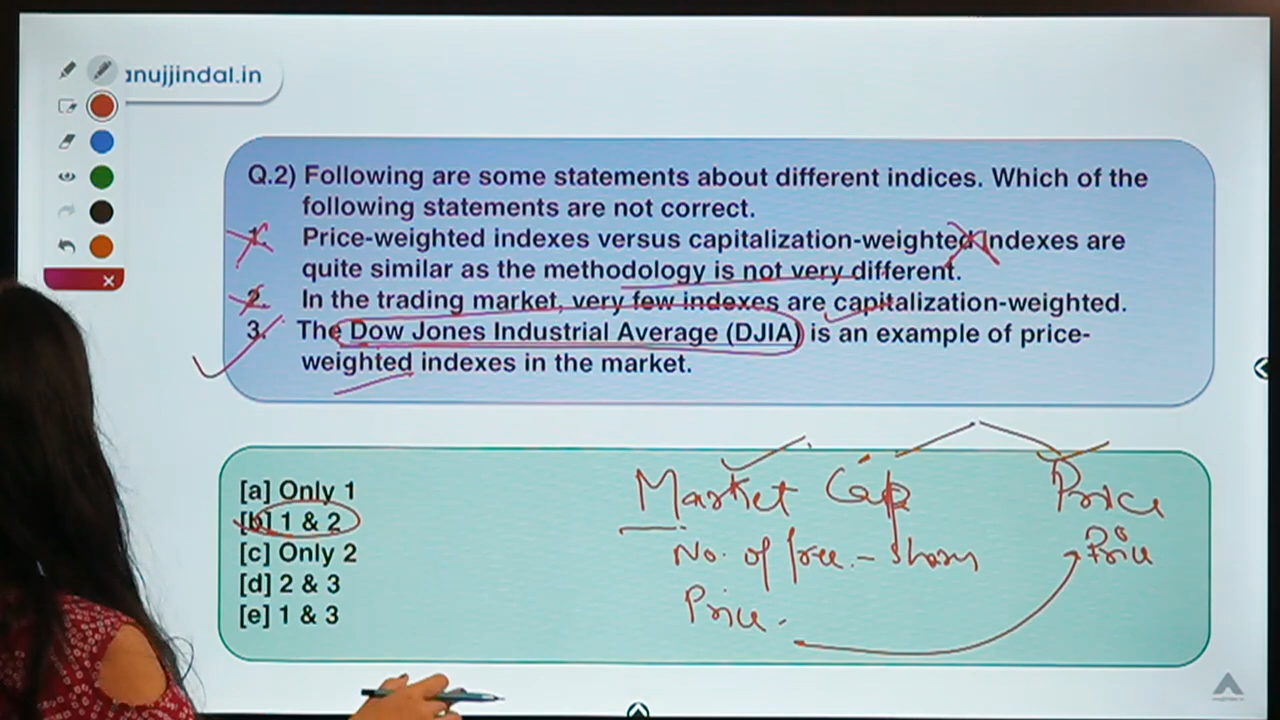 anujjindal.in
Q.2) Following are some statements about different indices. Which of the
following statements are not correct.
1. Price-weighted indexes versus capitalization-weighted indexes are
quite similar as the methodology is not very different.
2. In the trading market, very few indexes are capitalization-weighted.
3. The Dow Jones Industrial Average (DJIA) is an example of price-
weighted indexes in the market.
[a] Only 1
[b] 1 & 2
[c] Only 2
[d] 2 & 3
[e] 1 & 3
Market Cap Price
No. of free - Price
Price.